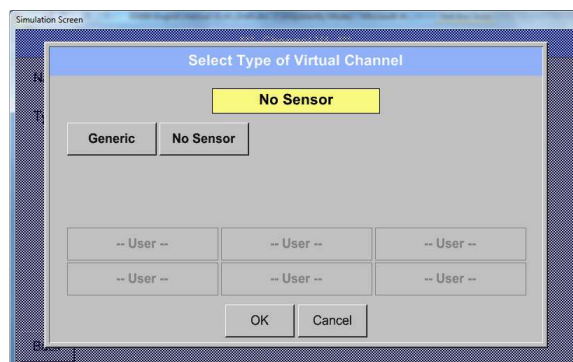 Simulation Screen
Select Type of Virtual Channel
No Sensor
Generic No Sensor
-- User -- -- User -- -- User --
-- User -- -- User -- -- User --
OK Cancel